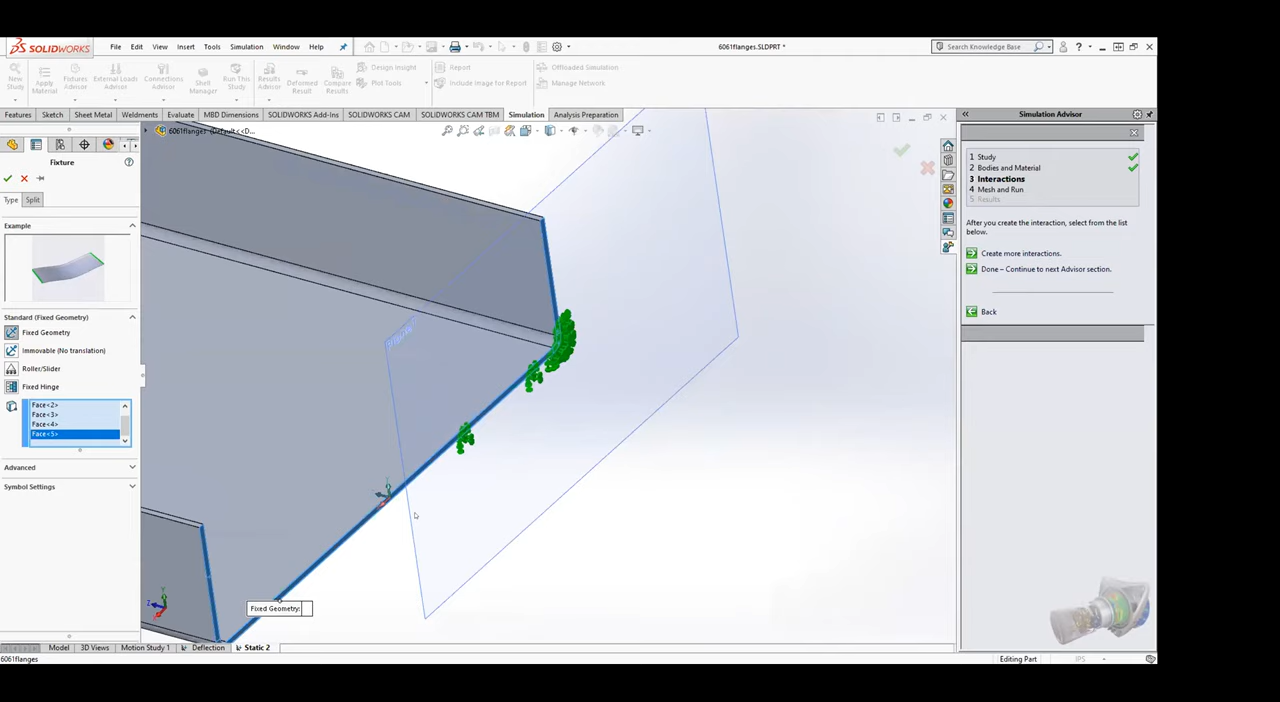 SOLIDWORKS File Edit View Insert Tools Simulation Window Help 6061flanges.SLDPRT * Search Knowledge Base
New Study Apply Material Fixtures Advisor External Loads Advisor Connections Advisor Shell Manager Run This Study Results Advisor Deformed Result Compare Results Design Insight Plot Tools Report Include Image for Report Offloaded Simulation Manage Network
Features Sketch Sheet Metal Weldments Evaluate MBD Dimensions SOLIDWORKS Add-Ins SOLIDWORKS CAM SOLIDWORKS CAM TBM Simulation Analysis Preparation
6061flanges (Default<<D...
Fixture
Type Split
Example
Standard (Fixed Geometry)
Fixed Geometry
Immovable (No translation)
Roller/Slider
Fixed Hinge
Face<2>
Face<3>
Face<4>
Face<5>
Advanced
Symbol Settings
Fixed Geometry:
Simulation Advisor
1 Study
2 Bodies and Material
3 Interactions
4 Mesh and Run
5 Results
After you create the interaction, select from the list
below.
Create more interactions.
Done – Continue to next Advisor section.
Back
Model 3D Views Motion Study 1 Deflection Static 2
6061flanges Editing Part IPS